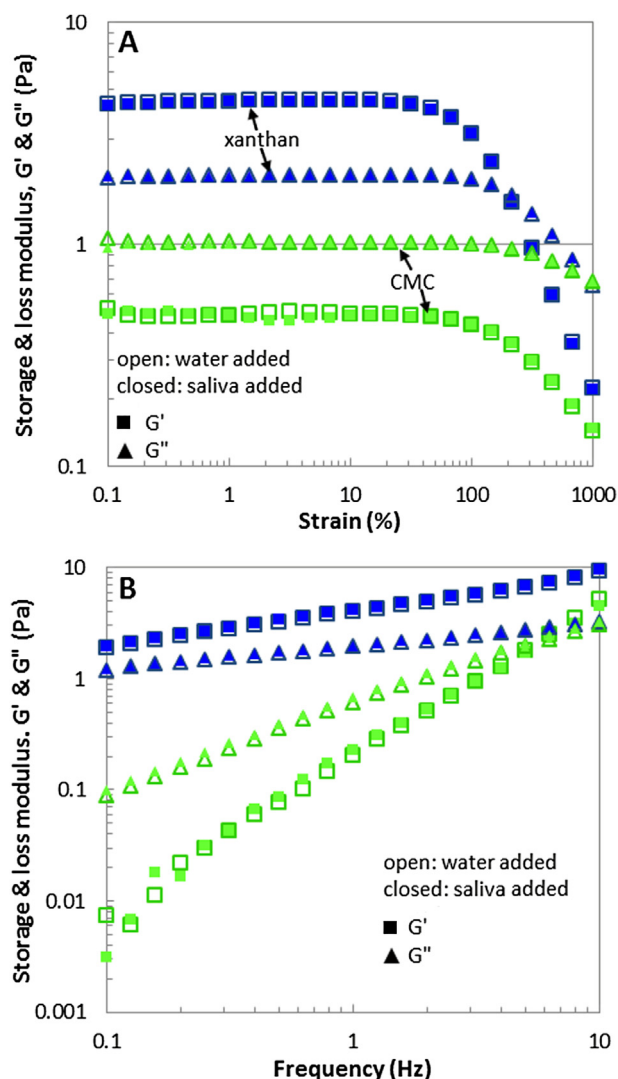 A
Storage & loss modulus, G' & G" (Pa)
10
1
0.1
xanthan
CMC
open: water added
closed: saliva added
G'
G"
0.1 1 10 100 1000
Strain (%)
B
Storage & loss modulus. G' & G" (Pa)
10
1
0.1
0.01
0.001
open: water added
closed: saliva added
G'
G"
0.1 1 10
Frequency (Hz)